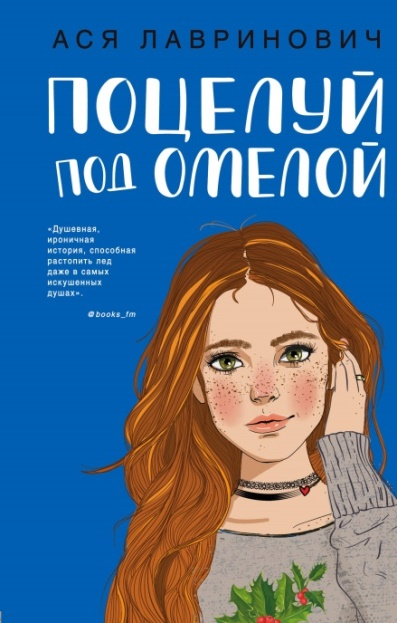 АСЯ ЛАВРИНОВИЧ
ПОЦЕЛУЙ
ПОД ОМЕЛОЙ
«Душевная,
ироничная
история, способная
растопить лед
даже в самых
искушенных
душах».
@books_fm